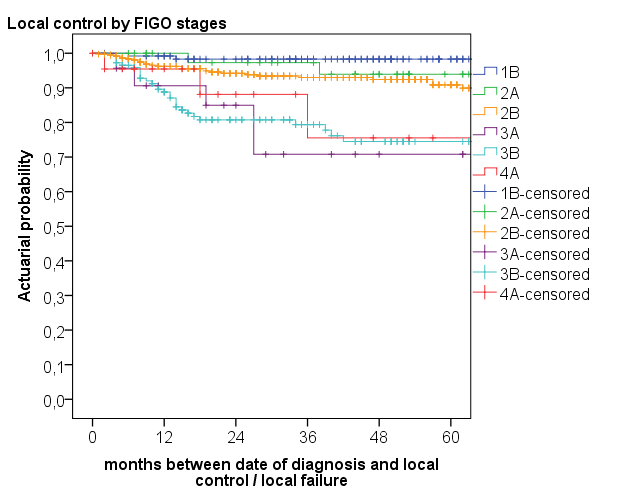 Local control by FIGO stages
Actuarial probability
1,0
0,9
0,8
0,7
0,6
0,5
0,4
0,3
0,2
0,1
0,0
0 12 24 36 48 60
months between date of diagnosis and local
control / local failure
1B
2A
2B
3A
3B
4A
1B-censored
2A-censored
2B-censored
3A-censored
3B-censored
4A-censored